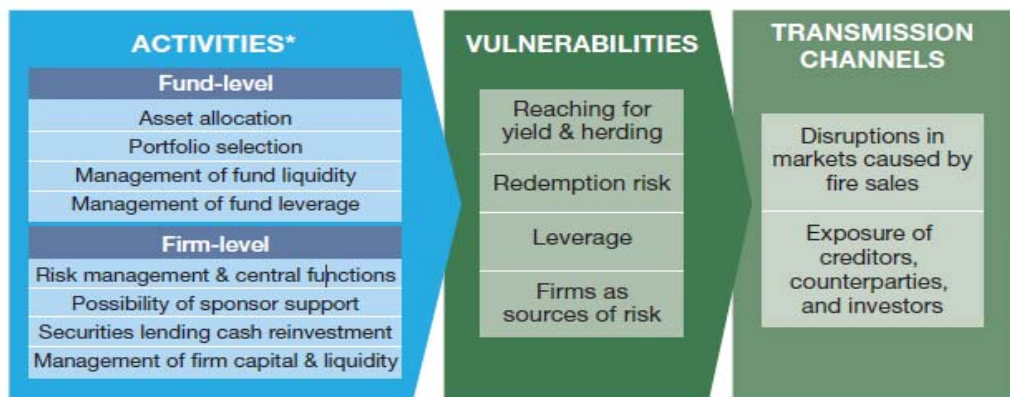 ACTIVITIES*
Fund-level
Asset allocation
Portfolio selection
Management of fund liquidity
Management of fund leverage
Firm-level
Risk management & central functions
Possibility of sponsor support
Securities lending cash reinvestment
Management of firm capital & liquidity
VULNERABILITIES
Reaching for
yield & herding
Redemption risk
Leverage
Firms as
sources of risk
TRANSMISSION
CHANNELS
Disruptions in
markets caused by
fire sales
Exposure of
creditors,
counterparties,
and investors